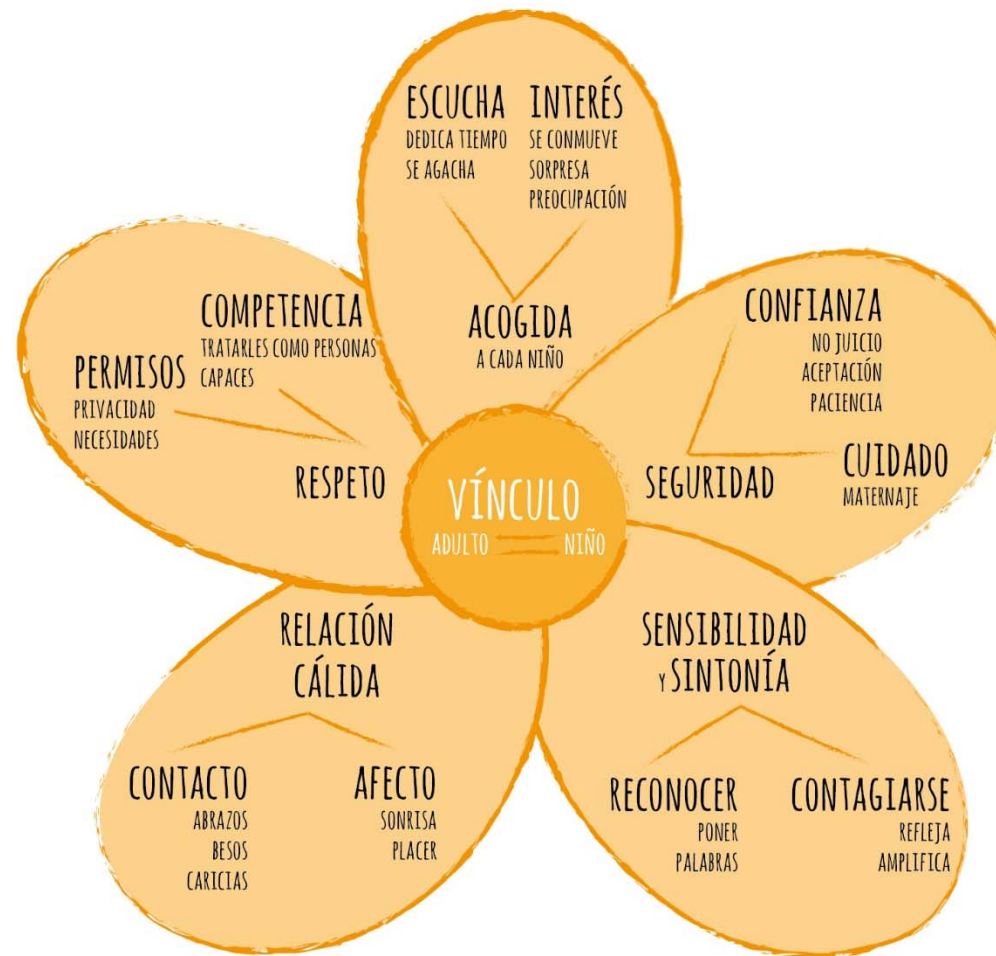 ESCUCHA
DEDICA TIEMPO
SE AGACHA
INTERÉS
SE CONMUEVE
SORPRESA
PREOCUPACIÓN
ACOGIDA
A CADA NIÑO
COMPETENCIA
TRATARLES COMO PERSONAS
CAPACES
PERMISOS
PRIVACIDAD
NECESIDADES
RESPETO
CONFIANZA
NO JUICIO
ACEPTACIÓN
PACIENCIA
SEGURIDAD
CUIDADO
MATERNAJE
VÍNCULO
ADULTO NIÑO
RELACIÓN
CÁLIDA
CONTACTO
ABRAZOS
BESOS
CARICIAS
AFECTO
SONRISA
PLACER
SENSIBILIDAD
Y SINTONÍA
RECONOCER
PONER
PALABRAS
CONTAGIARSE
REFLEJA
AMPLIFICA